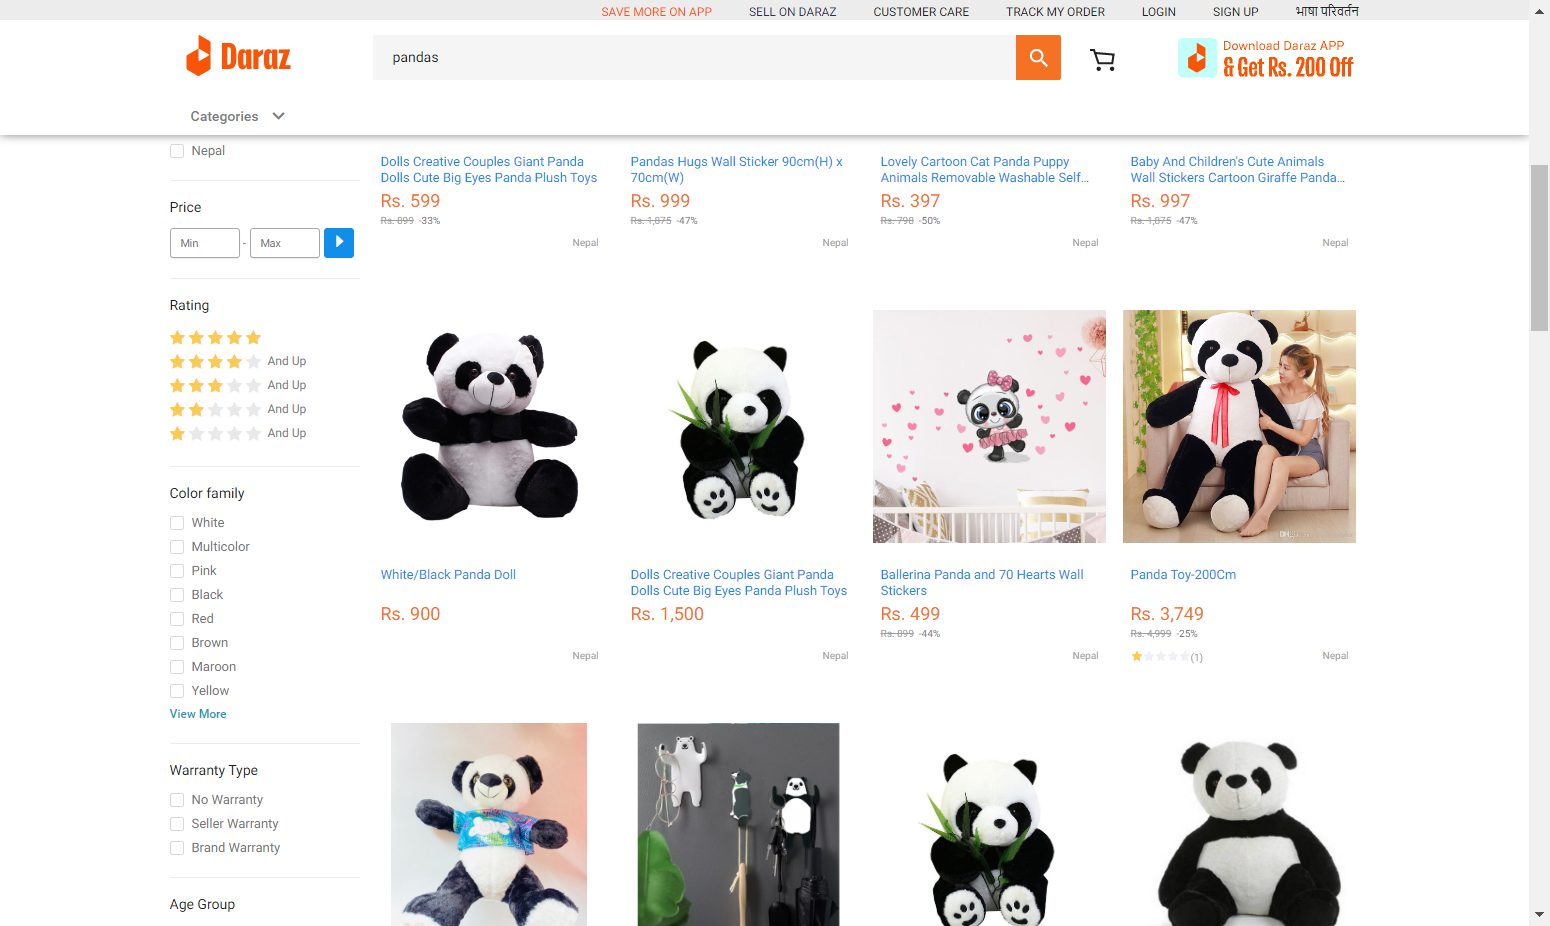 SAVE MORE ON APP
SELL ON DARAZ
CUSTOMER CARE
TRACK MY ORDER
LOGIN
SIGN UP
भाषा परिवर्तन
Daraz
pandas
Download Daraz APP
& Get Rs. 200 Off
Categories
Nepal
Price
Min - Max
Rating
And Up
And Up
And Up
And Up
Color family
White
Multicolor
Pink
Black
Red
Brown
Maroon
Yellow
View More
Warranty Type
No Warranty
Seller Warranty
Brand Warranty
Age Group
Dolls Creative Couples Giant Panda
Dolls Cute Big Eyes Panda Plush Toys
Rs. 599
Rs. 899 -33%
Nepal
Pandas Hugs Wall Sticker 90cm(H) x
70cm(W)
Rs. 999
Rs. 1,875 -47%
Nepal
Lovely Cartoon Cat Panda Puppy
Animals Removable Washable Self...
Rs. 397
Rs. 798 -50%
Nepal
Baby And Children's Cute Animals
Wall Stickers Cartoon Giraffe Panda...
Rs. 997
Rs. 1,875 -47%
Nepal
White/Black Panda Doll
Rs. 900
Nepal
Dolls Creative Couples Giant Panda
Dolls Cute Big Eyes Panda Plush Toys
Rs. 1,500
Nepal
Ballerina Panda and 70 Hearts Wall
Stickers
Rs. 499
Rs. 899 -44%
Nepal
Panda Toy-200Cm
Rs. 3,749
Rs. 4,999 -25%
(1)
Nepal